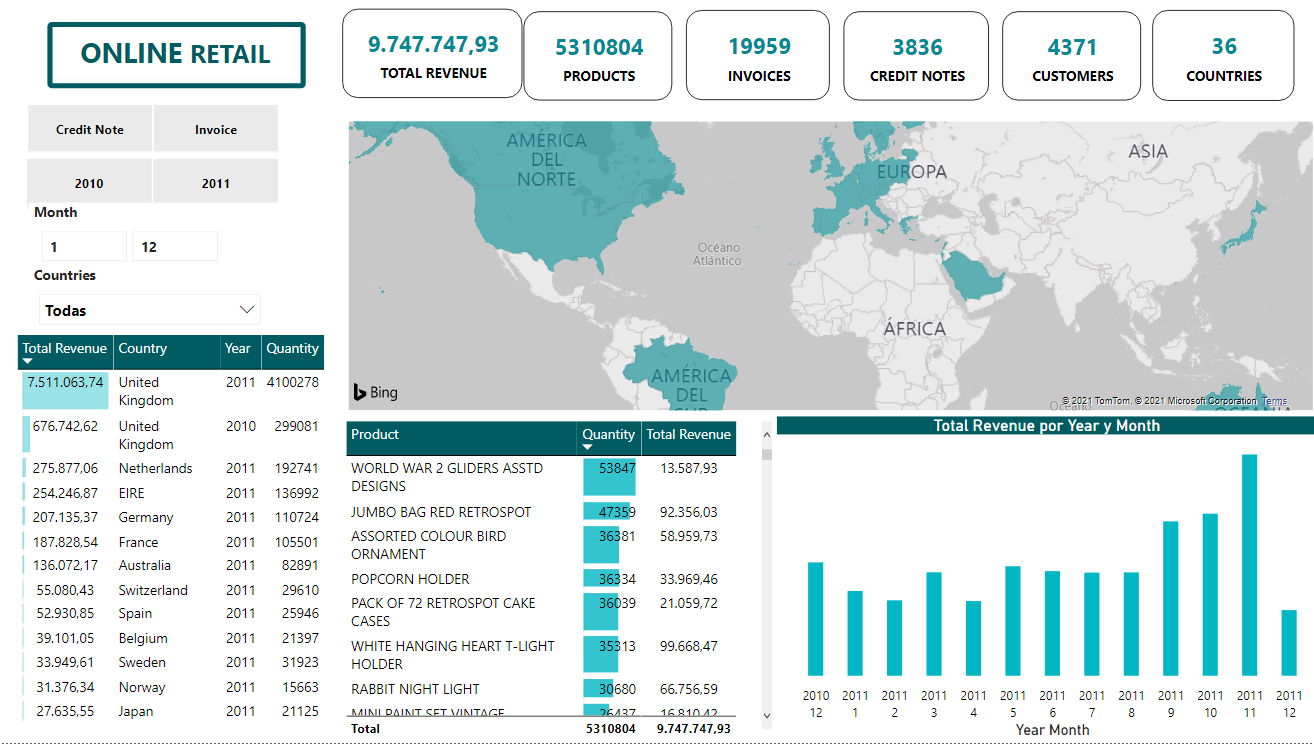 ONLINE RETAIL
9.747.747,93
TOTAL REVENUE
5310804
PRODUCTS
19959
INVOICES
3836
CREDIT NOTES
4371
CUSTOMERS
36
COUNTRIES
Credit Note
Invoice
2010
2011
Month
1
12
Countries
Todas
Total Revenue Country Year Quantity
7.511.063,74 United 2011 4100278
Kingdom
676.742,62 United 2010 299081
Kingdom
275.877,06 Netherlands 2011 192741
254.246,87 EIRE 2011 136992
207.135,37 Germany 2011 110724
187.828,54 France 2011 105501
136.072,17 Australia 2011 82891
55.080,43 Switzerland 2011 29610
52.930,85 Spain 2011 25946
39.101,05 Belgium 2011 21397
33.949,61 Sweden 2011 31923
31.376,34 Norway 2011 15663
27.635,55 Japan 2011 21125
AMÉRICA
DEL
NORTE
EUROPA
ASIA
Océano
Atlántico
ÁFRICA
AMÉRICA
DEL
SUR
Bing
Océano
OCEANÍA
© 2021 TomTom, © 2021 Microsoft Corporation Terms
Product Quantity Total Revenue
WORLD WAR 2 GLIDERS ASSTD 53847 13.587,93
DESIGNS
JUMBO BAG RED RETROSPOT 47359 92.356,03
ASSORTED COLOUR BIRD 36381 58.959,73
ORNAMENT
POPCORN HOLDER 36334 33.969,46
PACK OF 72 RETROSPOT CAKE 36039 21.059,72
CASES
WHITE HANGING HEART T-LIGHT 35313 99.668,47
HOLDER
RABBIT NIGHT LIGHT 30680 66.756,59
MINI PAINT SET VINTAGE 26437 16.810,42
Total 5310804 9.747.747,93
Total Revenue por Year y Month
2010 2011 2011 2011 2011 2011 2011 2011 2011 2011 2011 2011 2011
12 1 2 3 4 5 6 7 8 9 10 11 12
Year Month